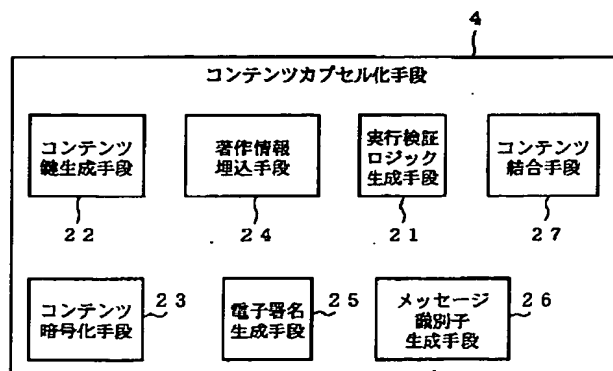 4
コンテンツカプセル化手段
コンテンツ
鍵生成手段
22
著作情報
埋込手段
24
実行検証
ロジック
生成手段
21
コンテンツ
結合手段
27
コンテンツ
暗号化手段
23
電子署名
生成手段
25
メッセージ
識別子
生成手段
26